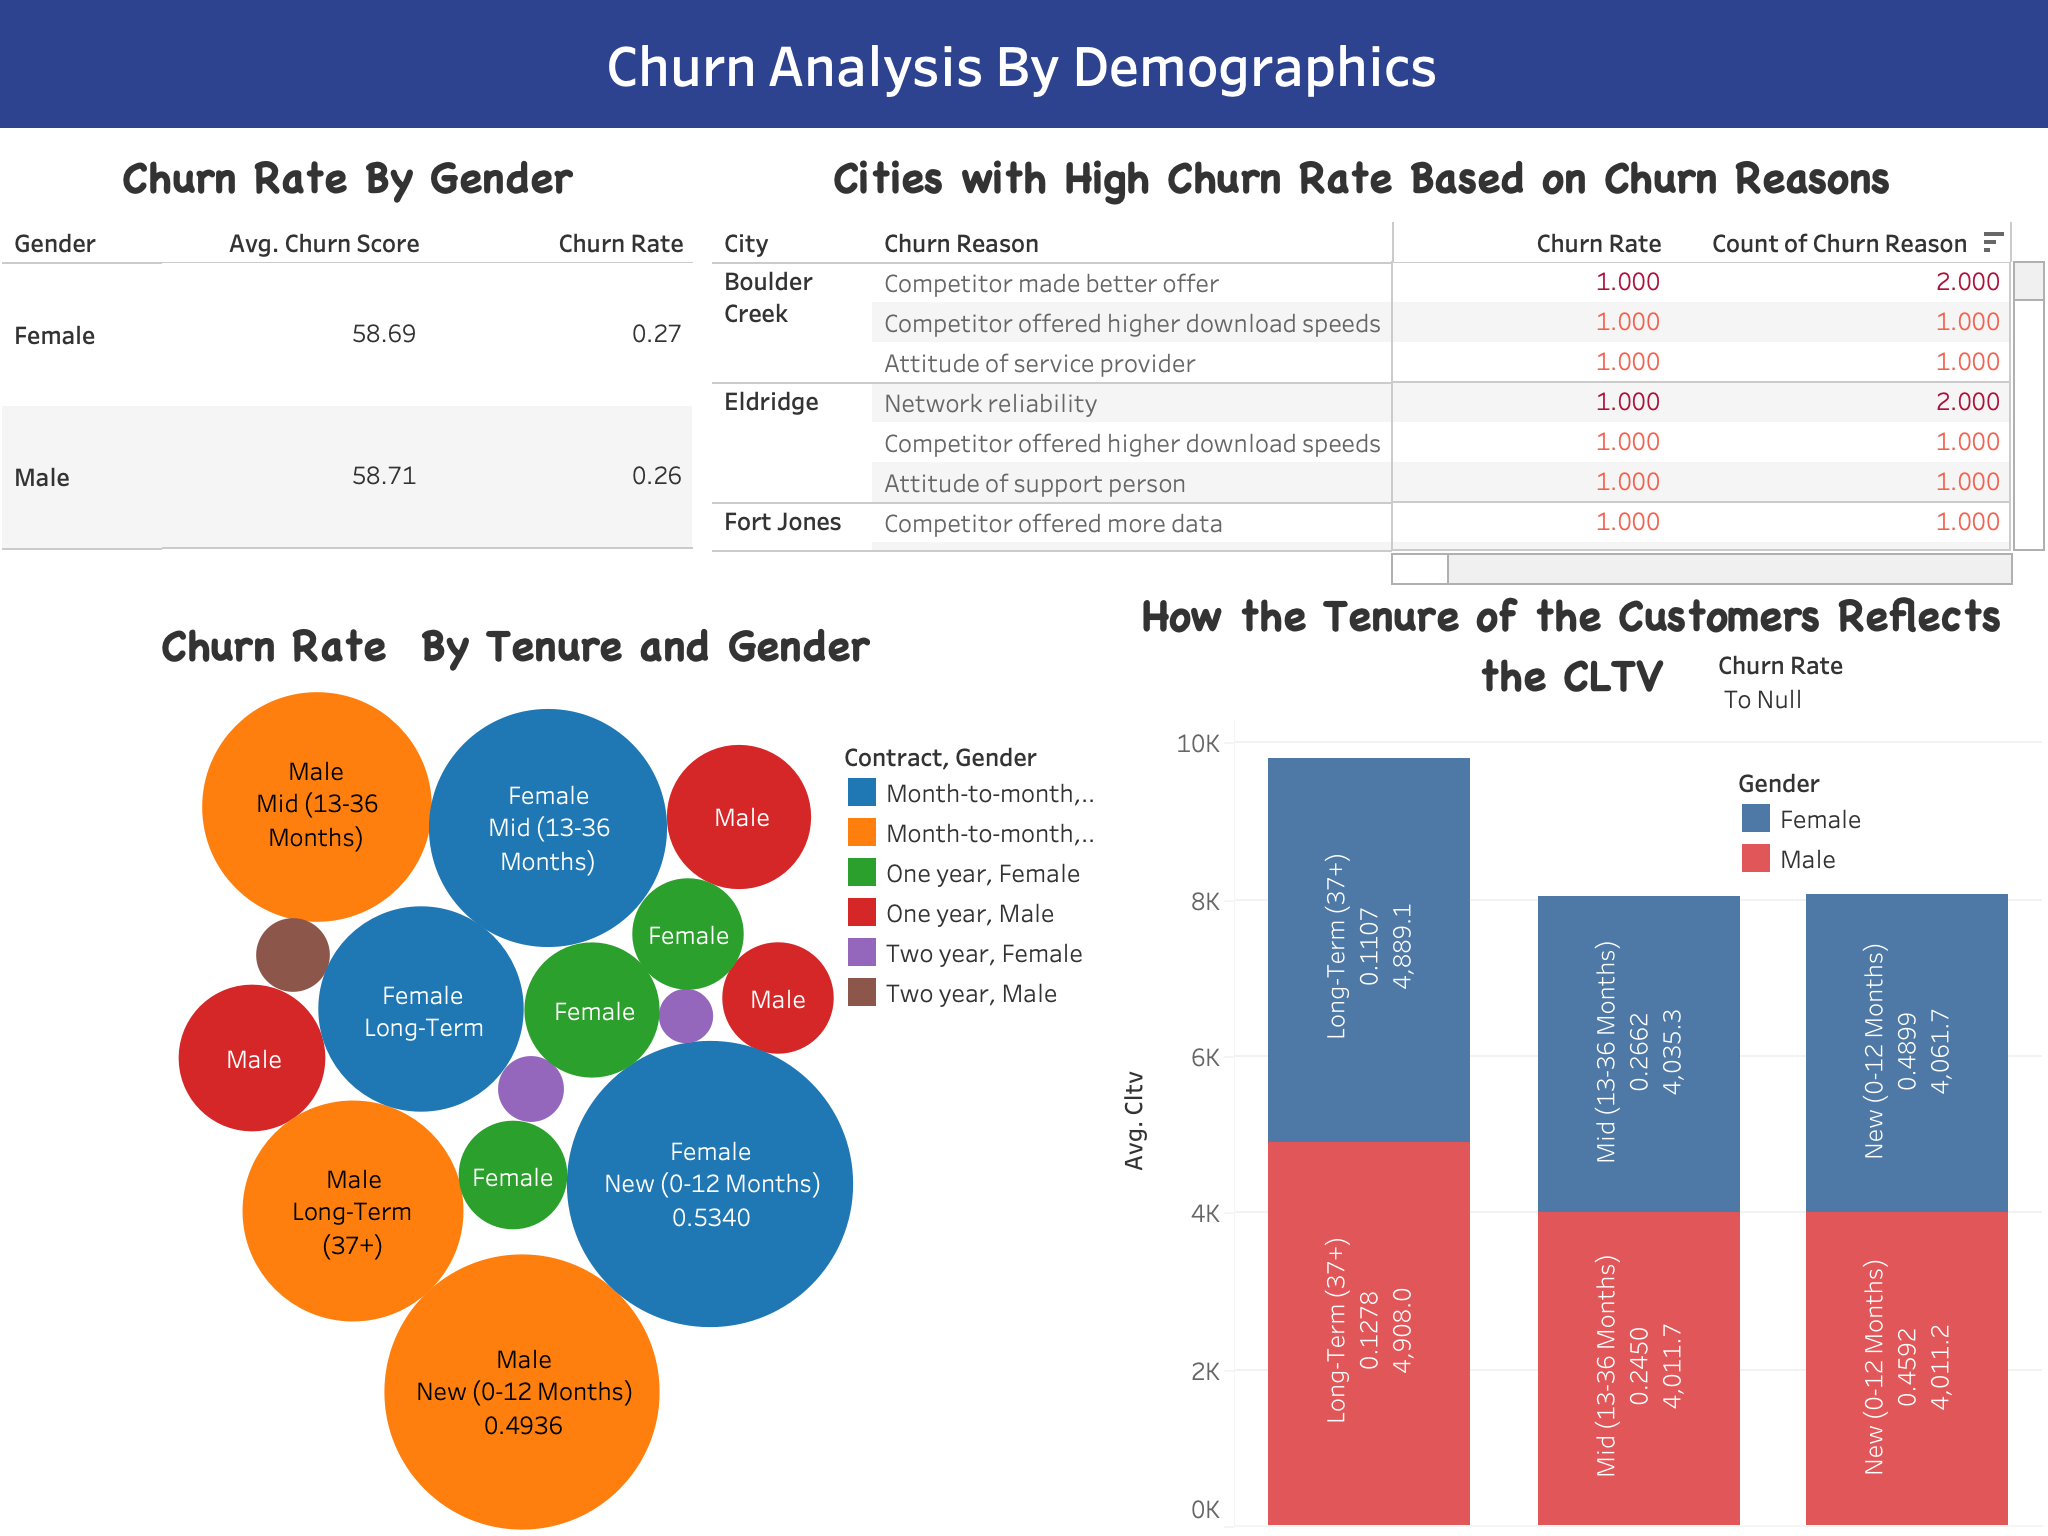 Churn Analysis By Demographics
Churn Rate By Gender
Gender Avg. Churn Score Churn Rate
Female 58.69 0.27
Male 58.71 0.26
Cities with High Churn Rate Based on Churn Reasons
City Churn Reason Churn Rate Count of Churn Reason
Boulder Creek Competitor made better offer 1.000 2.000
Competitor offered higher download speeds 1.000 1.000
Attitude of service provider 1.000 1.000
Eldridge Network reliability 1.000 2.000
Competitor offered higher download speeds 1.000 1.000
Attitude of support person 1.000 1.000
Fort Jones Competitor offered more data 1.000 1.000
Churn Rate By Tenure and Gender
Male
Mid (13-36
Months)
Female
Mid (13-36
Months)
Male
Female
Female
Long-Term
Female
Male
Male
Male
Long-Term
(37+)
Female
Female
New (0-12 Months)
0.5340
Male
New (0-12 Months)
0.4936
Contract, Gender
Month-to-month,..
Month-to-month,..
One year, Female
One year, Male
Two year, Female
Two year, Male
How the Tenure of the Customers Reflects
the CLTV
Churn Rate
To Null
Gender
Female
Male
Avg. Cltv
10K
8K
6K
4K
2K
0K
Long-Term (37+)
0.1107
4,889.1
Mid (13-36 Months)
0.2662
4,035.3
New (0-12 Months)
0.4899
4,061.7
Long-Term (37+)
0.1278
4,908.0
Mid (13-36 Months)
0.2450
4,011.7
New (0-12 Months)
0.4592
4,011.2